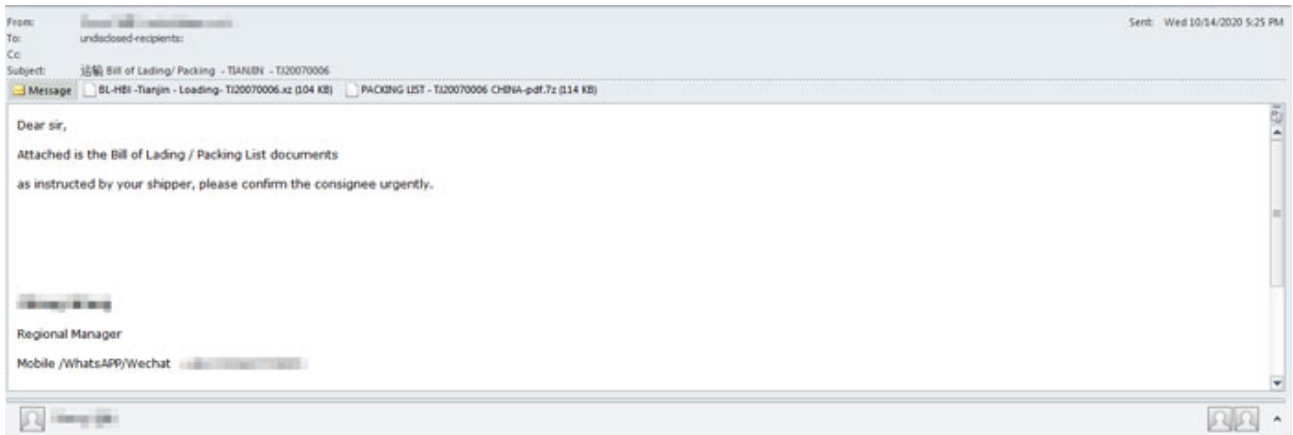 From:
Sent: Wed 10/14/2020 5:25 PM
To: undisclosed-recipients:
Cc:
Subject: 运输 Bill of Lading/ Packing - TIANJIN - TJ20070006
Message BL-HBI -Tianjin - Loading- TJ20070006.xz (104 KB) PACKING LIST - TJ20070006 CHINA-pdf.7z (114 KB)
Dear sir,
Attached is the Bill of Lading / Packing List documents
as instructed by your shipper, please confirm the consignee urgently.
Regional Manager
Mobile /WhatsAPP/Wechat